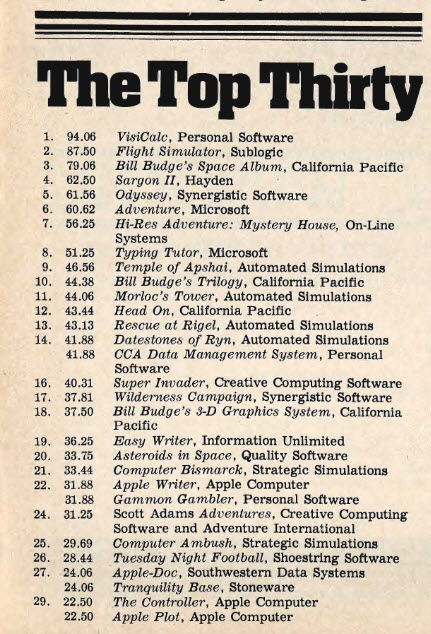 The Top Thirty
1. 94.06 VisiCalc, Personal Software
2. 87.50 Flight Simulator, Sublogic
3. 79.06 Bill Budge's Space Album, California Pacific
4. 62.50 Sargon II, Hayden
5. 61.56 Odyssey, Synergistic Software
6. 60.62 Adventure, Microsoft
7. 56.25 Hi-Res Adventure: Mystery House, On-Line
Systems
8. 51.25 Typing Tutor, Microsoft
9. 46.56 Temple of Apshai, Automated Simulations
10. 44.38 Bill Budge's Trilogy, California Pacific
11. 44.06 Morloc's Tower, Automated Simulations
12. 43.44 Head On, California Pacific
13. 43.13 Rescue at Rigel, Automated Simulations
14. 41.88 Datestones of Ryn, Automated Simulations
41.88 CCA Data Management System, Personal
Software
16. 40.31 Super Invader, Creative Computing Software
17. 37.81 Wilderness Campaign, Synergistic Software
18. 37.50 Bill Budge's 3-D Graphics System, California
Pacific
19. 36.25 Easy Writer, Information Unlimited
20. 33.75 Asteroids in Space, Quality Software
21. 33.44 Computer Bismarck, Strategic Simulations
22. 31.88 Apple Writer, Apple Computer
31.88 Gammon Gambler, Personal Software
24. 31.25 Scott Adams Adventures, Creative Computing
Software and Adventure International
25. 29.69 Computer Ambush, Strategic Simulations
26. 28.44 Tuesday Night Football, Shoestring Software
27. 24.06 Apple-Doc, Southwestern Data Systems
24.06 Tranquility Base, Stoneware
29. 22.50 The Controller, Apple Computer
22.50 Apple Plot, Apple Computer